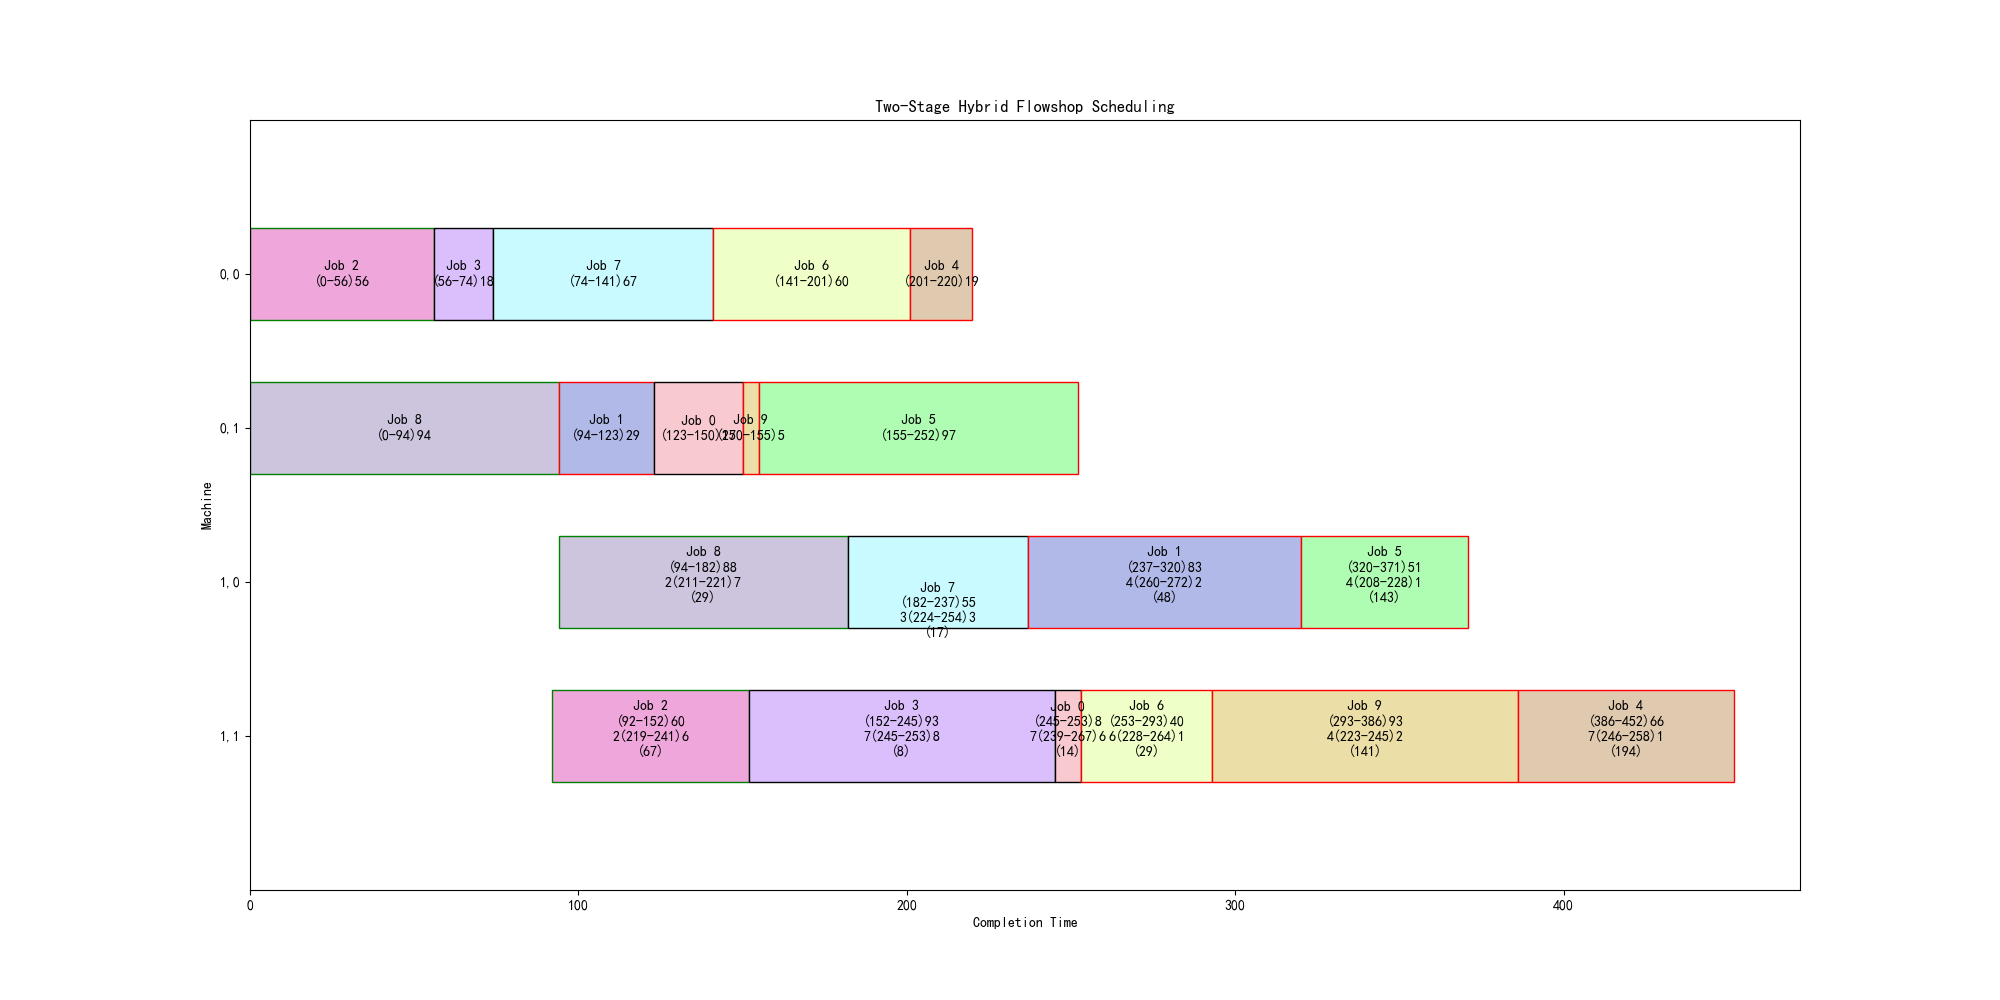 Two-Stage Hybrid Flowshop Scheduling
0,0
Job 2
(0-56)56
Job 3
(56-74)18
Job 7
(74-141)67
Job 6
(141-201)60
Job 4
(201-220)19
0,1
Job 8
(0-94)94
Job 1
(94-123)29
Job 0
(123-150)27
Job 9
(150-155)5
Job 5
(155-252)97
Machine
1,0
Job 8
(94-182)88
2(211-221)7
(29)
Job 7
(182-237)55
3(224-254)3
(17)
Job 1
(237-320)83
4(260-272)2
(48)
Job 5
(320-371)51
4(208-228)1
(143)
1,1
Job 2
(92-152)60
2(219-241)6
(67)
Job 3
(152-245)93
7(245-253)8
(8)
Job 0
(245-253)8
7(239-267)6
(14)
Job 6
(253-293)40
6(228-264)1
(29)
Job 9
(293-386)93
4(223-245)2
(141)
Job 4
(386-452)66
7(246-258)1
(194)
0
100
200
300
400
Completion Time